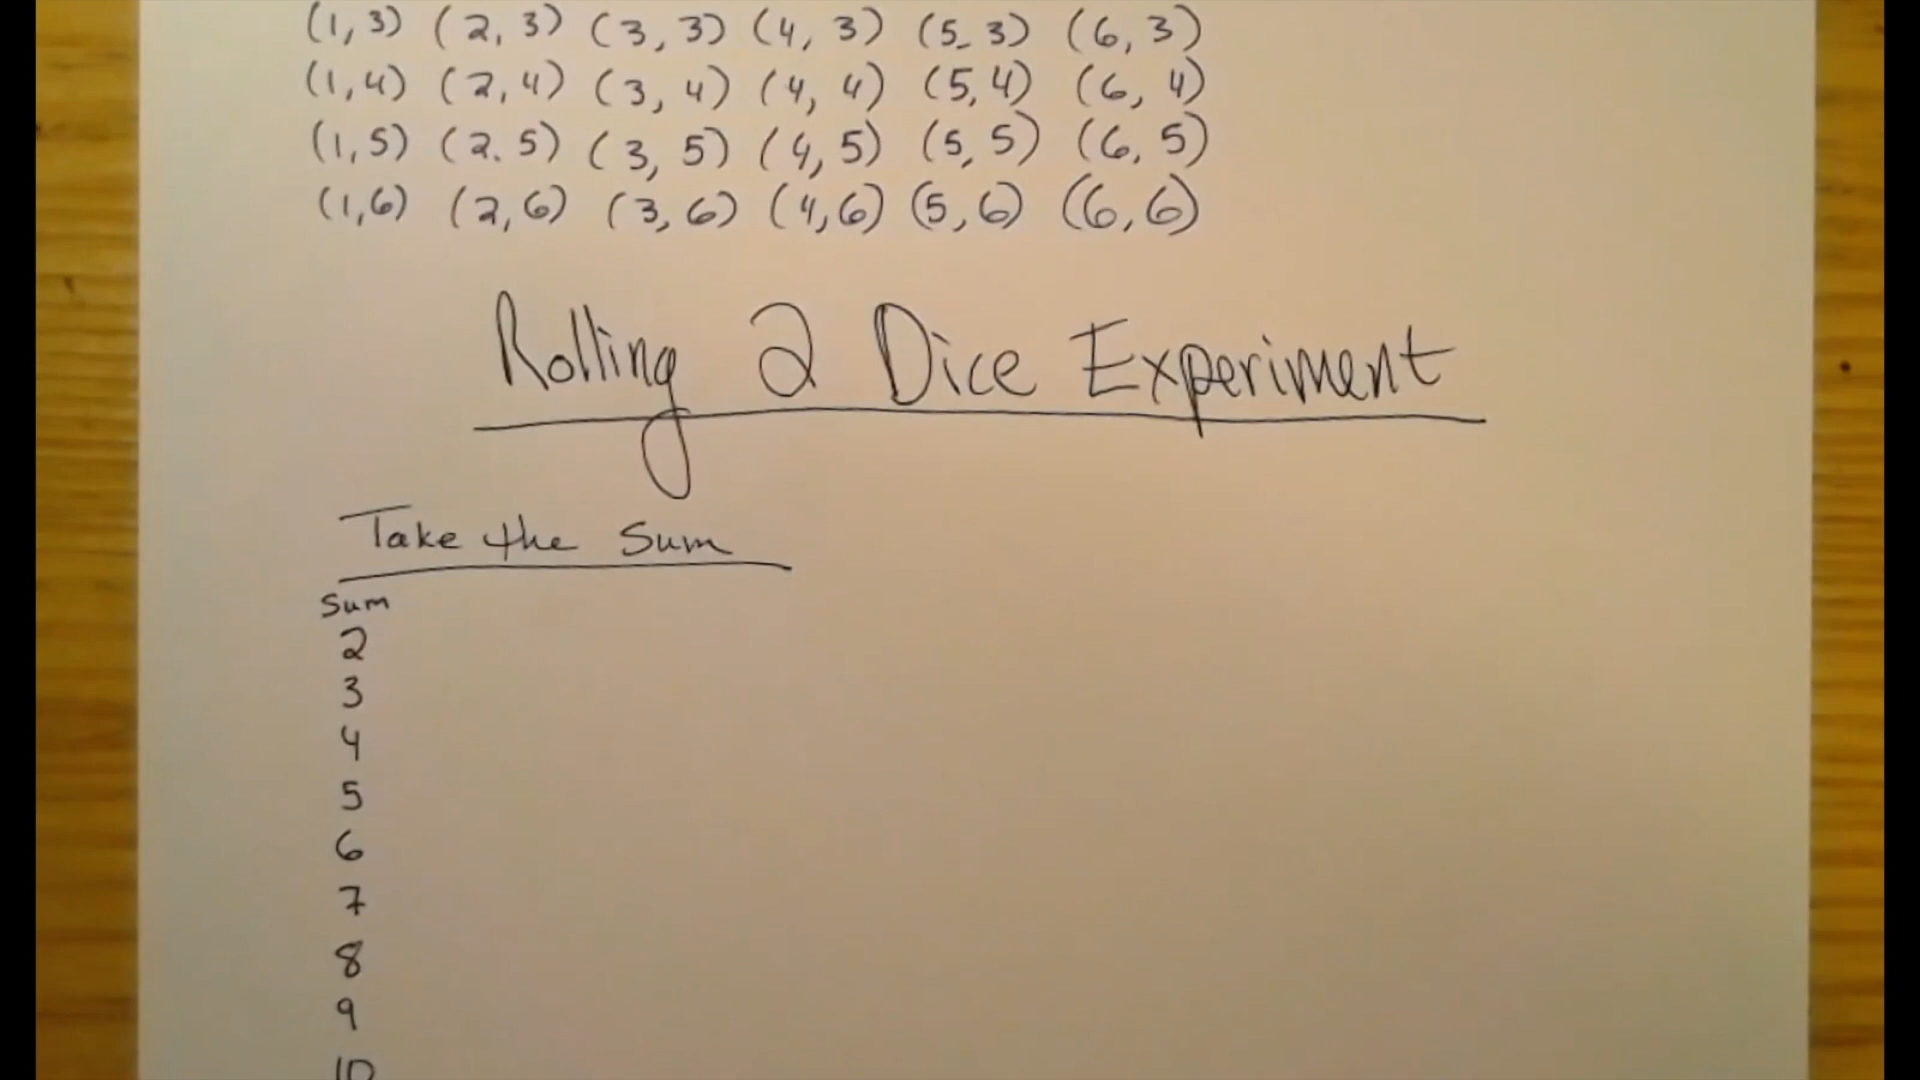 (1,3) (2,3) (3,3) (4,3) (5,3) (6,3)
(1,4) (2,4) (3,4) (4,4) (5,4) (6,4)
(1,5) (2,5) (3,5) (4,5) (5,5) (6,5)
(1,6) (2,6) (3,6) (4,6) (5,6) (6,6)
Rolling 2 Dice Experiment
Take the Sum
Sum
2
3
4
5
6
7
8
9
10